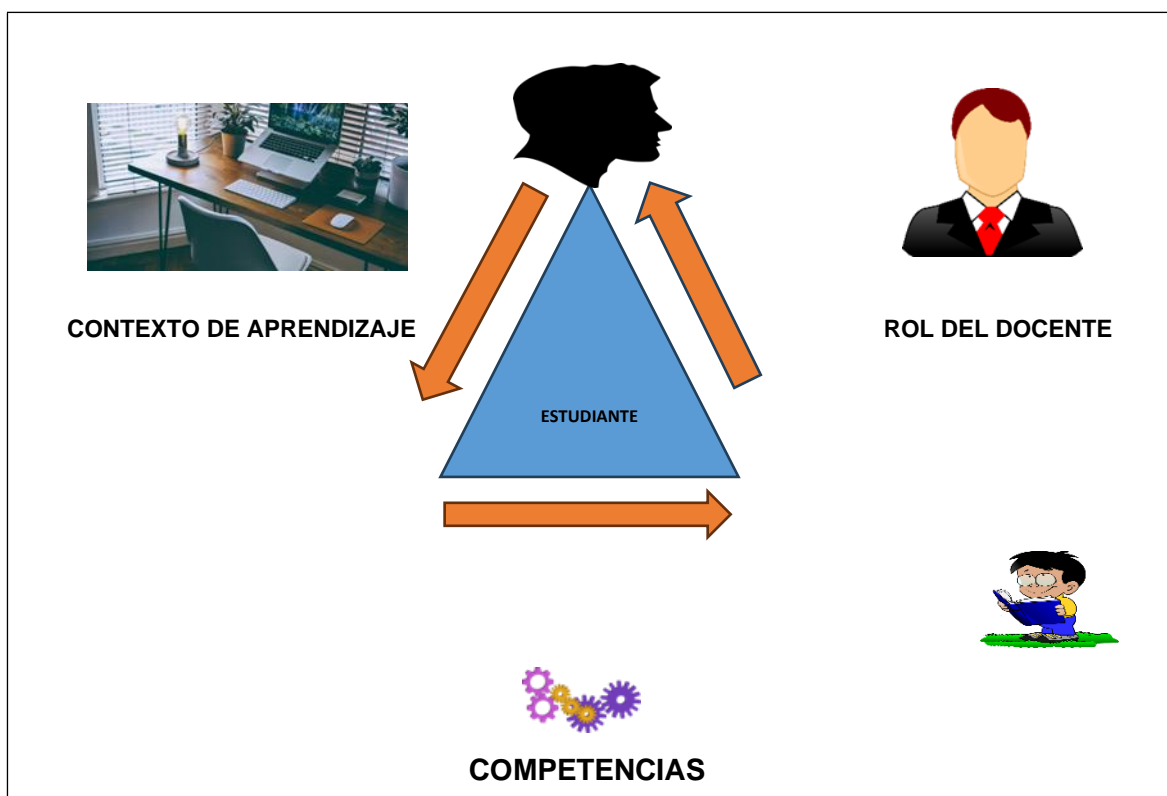 CONTEXTO DE APRENDIZAJE
ROL DEL DOCENTE
ESTUDIANTE
COMPETENCIAS